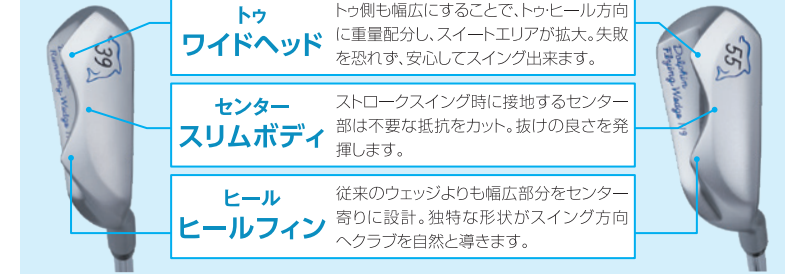 トゥ
ワイドヘッド
トゥ側も幅広にすることで、トゥ・ヒール方向
に重量配分し、スイートエリアが拡大。失敗
を恐れず、安心してスイング出来ます。
センター
スリムボディ
ストロークスイング時に接地するセンター
部は不要な抵抗をカット。抜けの良さを発
揮します。
ヒール
ヒールフィン
従来のウェッジよりも幅広部分をセンター
寄りに設計。独特な形状がスイング方向
へクラブを自然と導きます。
39
Running Wedge
55
Dolphin
Flying Wedge